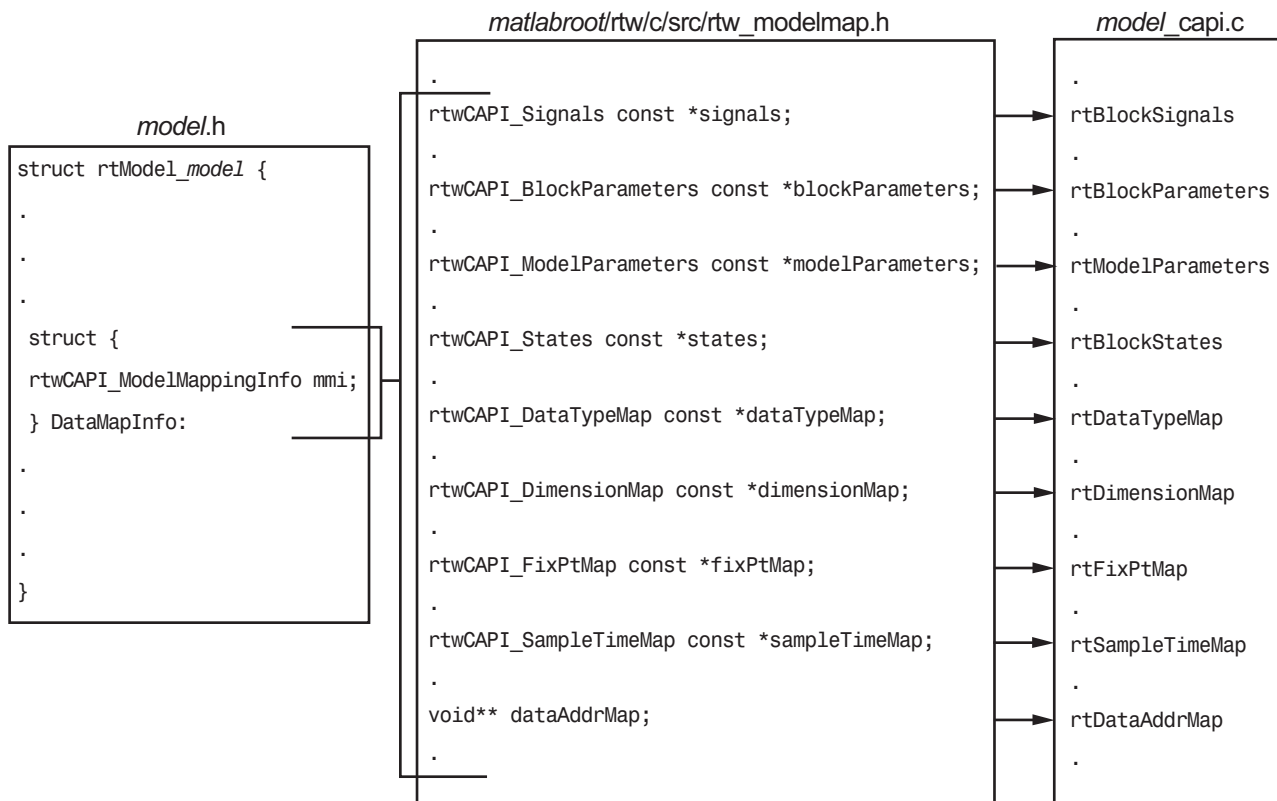 model.h
struct rtModel_model {
.
.
.
struct {
rtwCAPI_ModelMappingInfo mmi;
} DataMapInfo:
.
.
.
}
matlabroot/rtw/c/src/rtw_modelmap.h
.
rtwCAPI_Signals const *signals;
.
rtwCAPI_BlockParameters const *blockParameters;
.
rtwCAPI_ModelParameters const *modelParameters;
.
rtwCAPI_States const *states;
.
rtwCAPI_DataTypeMap const *dataTypeMap;
.
rtwCAPI_DimensionMap const *dimensionMap;
.
rtwCAPI_FixPtMap const *fixPtMap;
.
rtwCAPI_SampleTimeMap const *sampleTimeMap;
.
void** dataAddrMap;
.
model_capi.c
.
rtBlockSignals
.
rtBlockParameters
.
rtModelParameters
.
rtBlockStates
.
rtDataTypeMap
.
rtDimensionMap
.
rtFixPtMap
.
rtSampleTimeMap
.
rtDataAddrMap
.